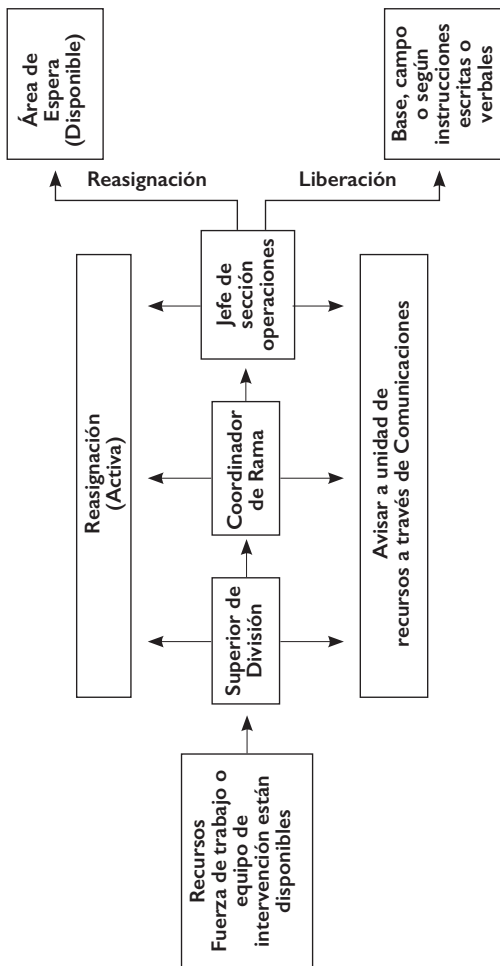 Recursos
Fuerza de trabajo o
equipo de
intervención están
disponibles
Superior de
División
Coordinador
de Rama
Jefe de
sección
operaciones
Reasignación
(Activa)
Avisar a unidad de
recursos a través de Comunicaciones
Reasignación
Área de
Espera
(Disponible)
Liberación
Base, campo
o según
instrucciones
escritas o
verbales